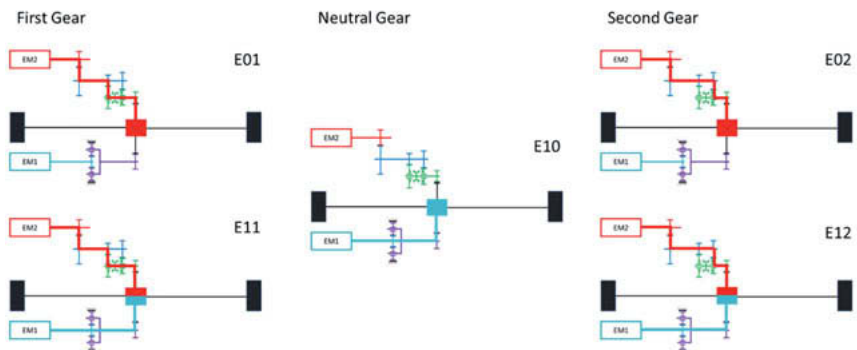 First Gear
Neutral Gear
Second Gear
EM2
E01
EM1
EM2
E11
EM1
EM2
E10
EM1
EM2
E02
EM1
EM2
E12
EM1